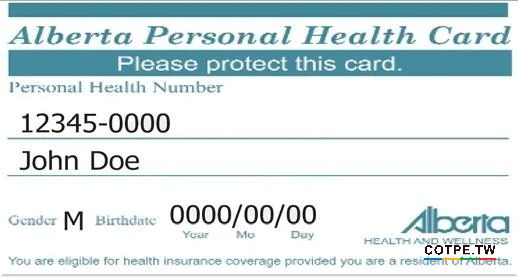 Alberta Personal Health Card
Please protect this card.
Personal Health Number
12345-0000
John Doe
Gender M Birthdate 0000/00/00
Year Mo Day
Alberta
HEALTH AND WELLNESS
COTPE.TW
You are eligible for health insurance coverage provided you are a resident of Alberta.